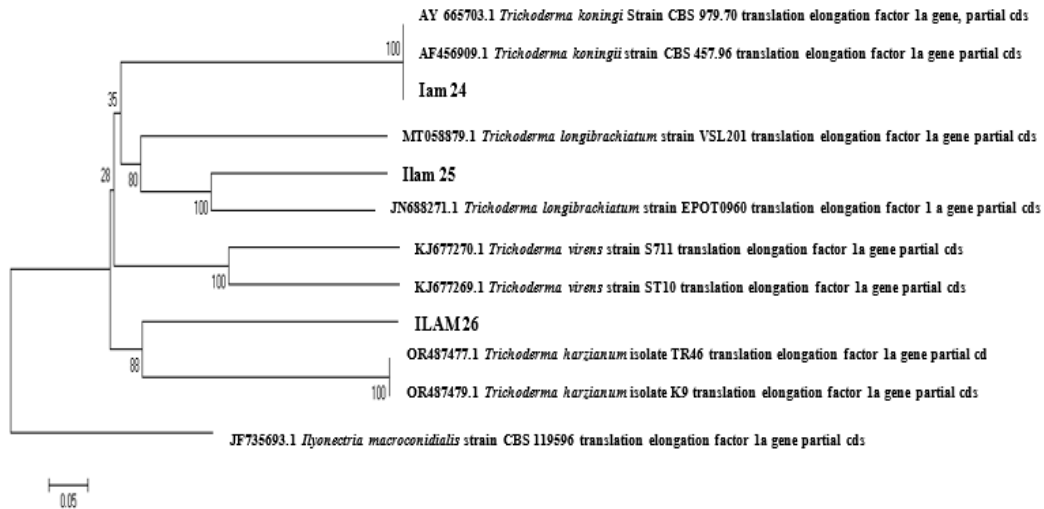 AY 665703.1 Trichoderma koningi Strain CBS 979.70 translation elongation factor 1a gene, partial cds
100
AF456909.1 Trichoderma koningii strain CBS 457.96 translation elongation factor 1a gene partial cds
Iam 24
35
MT058879.1 Trichoderma longibrachiatum strain VSL201 translation elongation factor 1a gene partial cds
28
80
Ilam 25
100
JN688271.1 Trichoderma longibrachiatum strain EPOT0960 translation elongation factor 1 a gene partial cds
KJ677270.1 Trichoderma virens strain S711 translation elongation factor 1a gene partial cds
100
KJ677269.1 Trichoderma virens strain ST10 translation elongation factor 1a gene partial cds
ILAM 26
OR487477.1 Trichoderma harzianum isolate TR46 translation elongation factor 1a gene partial cd
88
100
OR487479.1 Trichoderma harzianum isolate K9 translation elongation factor 1a gene partial cds
JF735693.1 Ilyonectria macroconidialis strain CBS 119596 translation elongation factor 1a gene partial cds
0.05